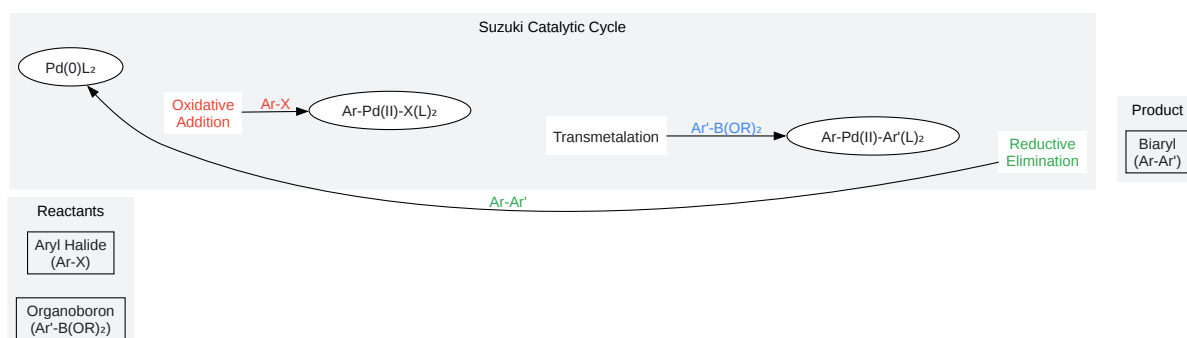 Suzuki Catalytic Cycle
Pd(0)L₂
Oxidative
Addition
Ar-X
Ar-Pd(II)-X(L)₂
Transmetalation
Ar'-B(OR)₂
Ar-Pd(II)-Ar'(L)₂
Reductive
Elimination
Ar-Ar'
Product
Biaryl
(Ar-Ar')
Reactants
Aryl Halide
(Ar-X)
Organoboron
(Ar'-B(OR)₂)